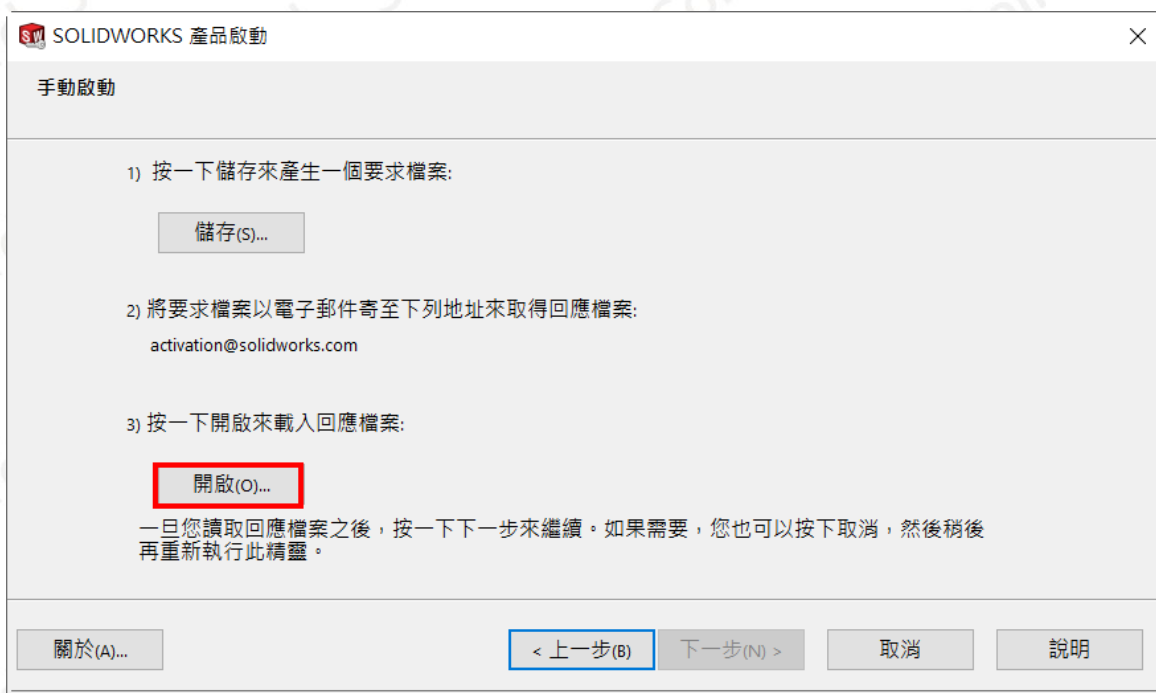 SOLIDWORKS 產品啟動
手動啟動
1) 按一下儲存來產生一個要求檔案:
儲存(S)...
2) 將要求檔案以電子郵件寄至下列地址來取得回應檔案:
activation@solidworks.com
3) 按一下開啟來載入回應檔案:
開啟(O)...
一旦您讀取回應檔案之後，按一下下一步來繼續。如果需要，您也可以按下取消，然後稍後
再重新執行此精靈。
關於(A)...
< 上一步(B)
下一步(N) >
取消
說明